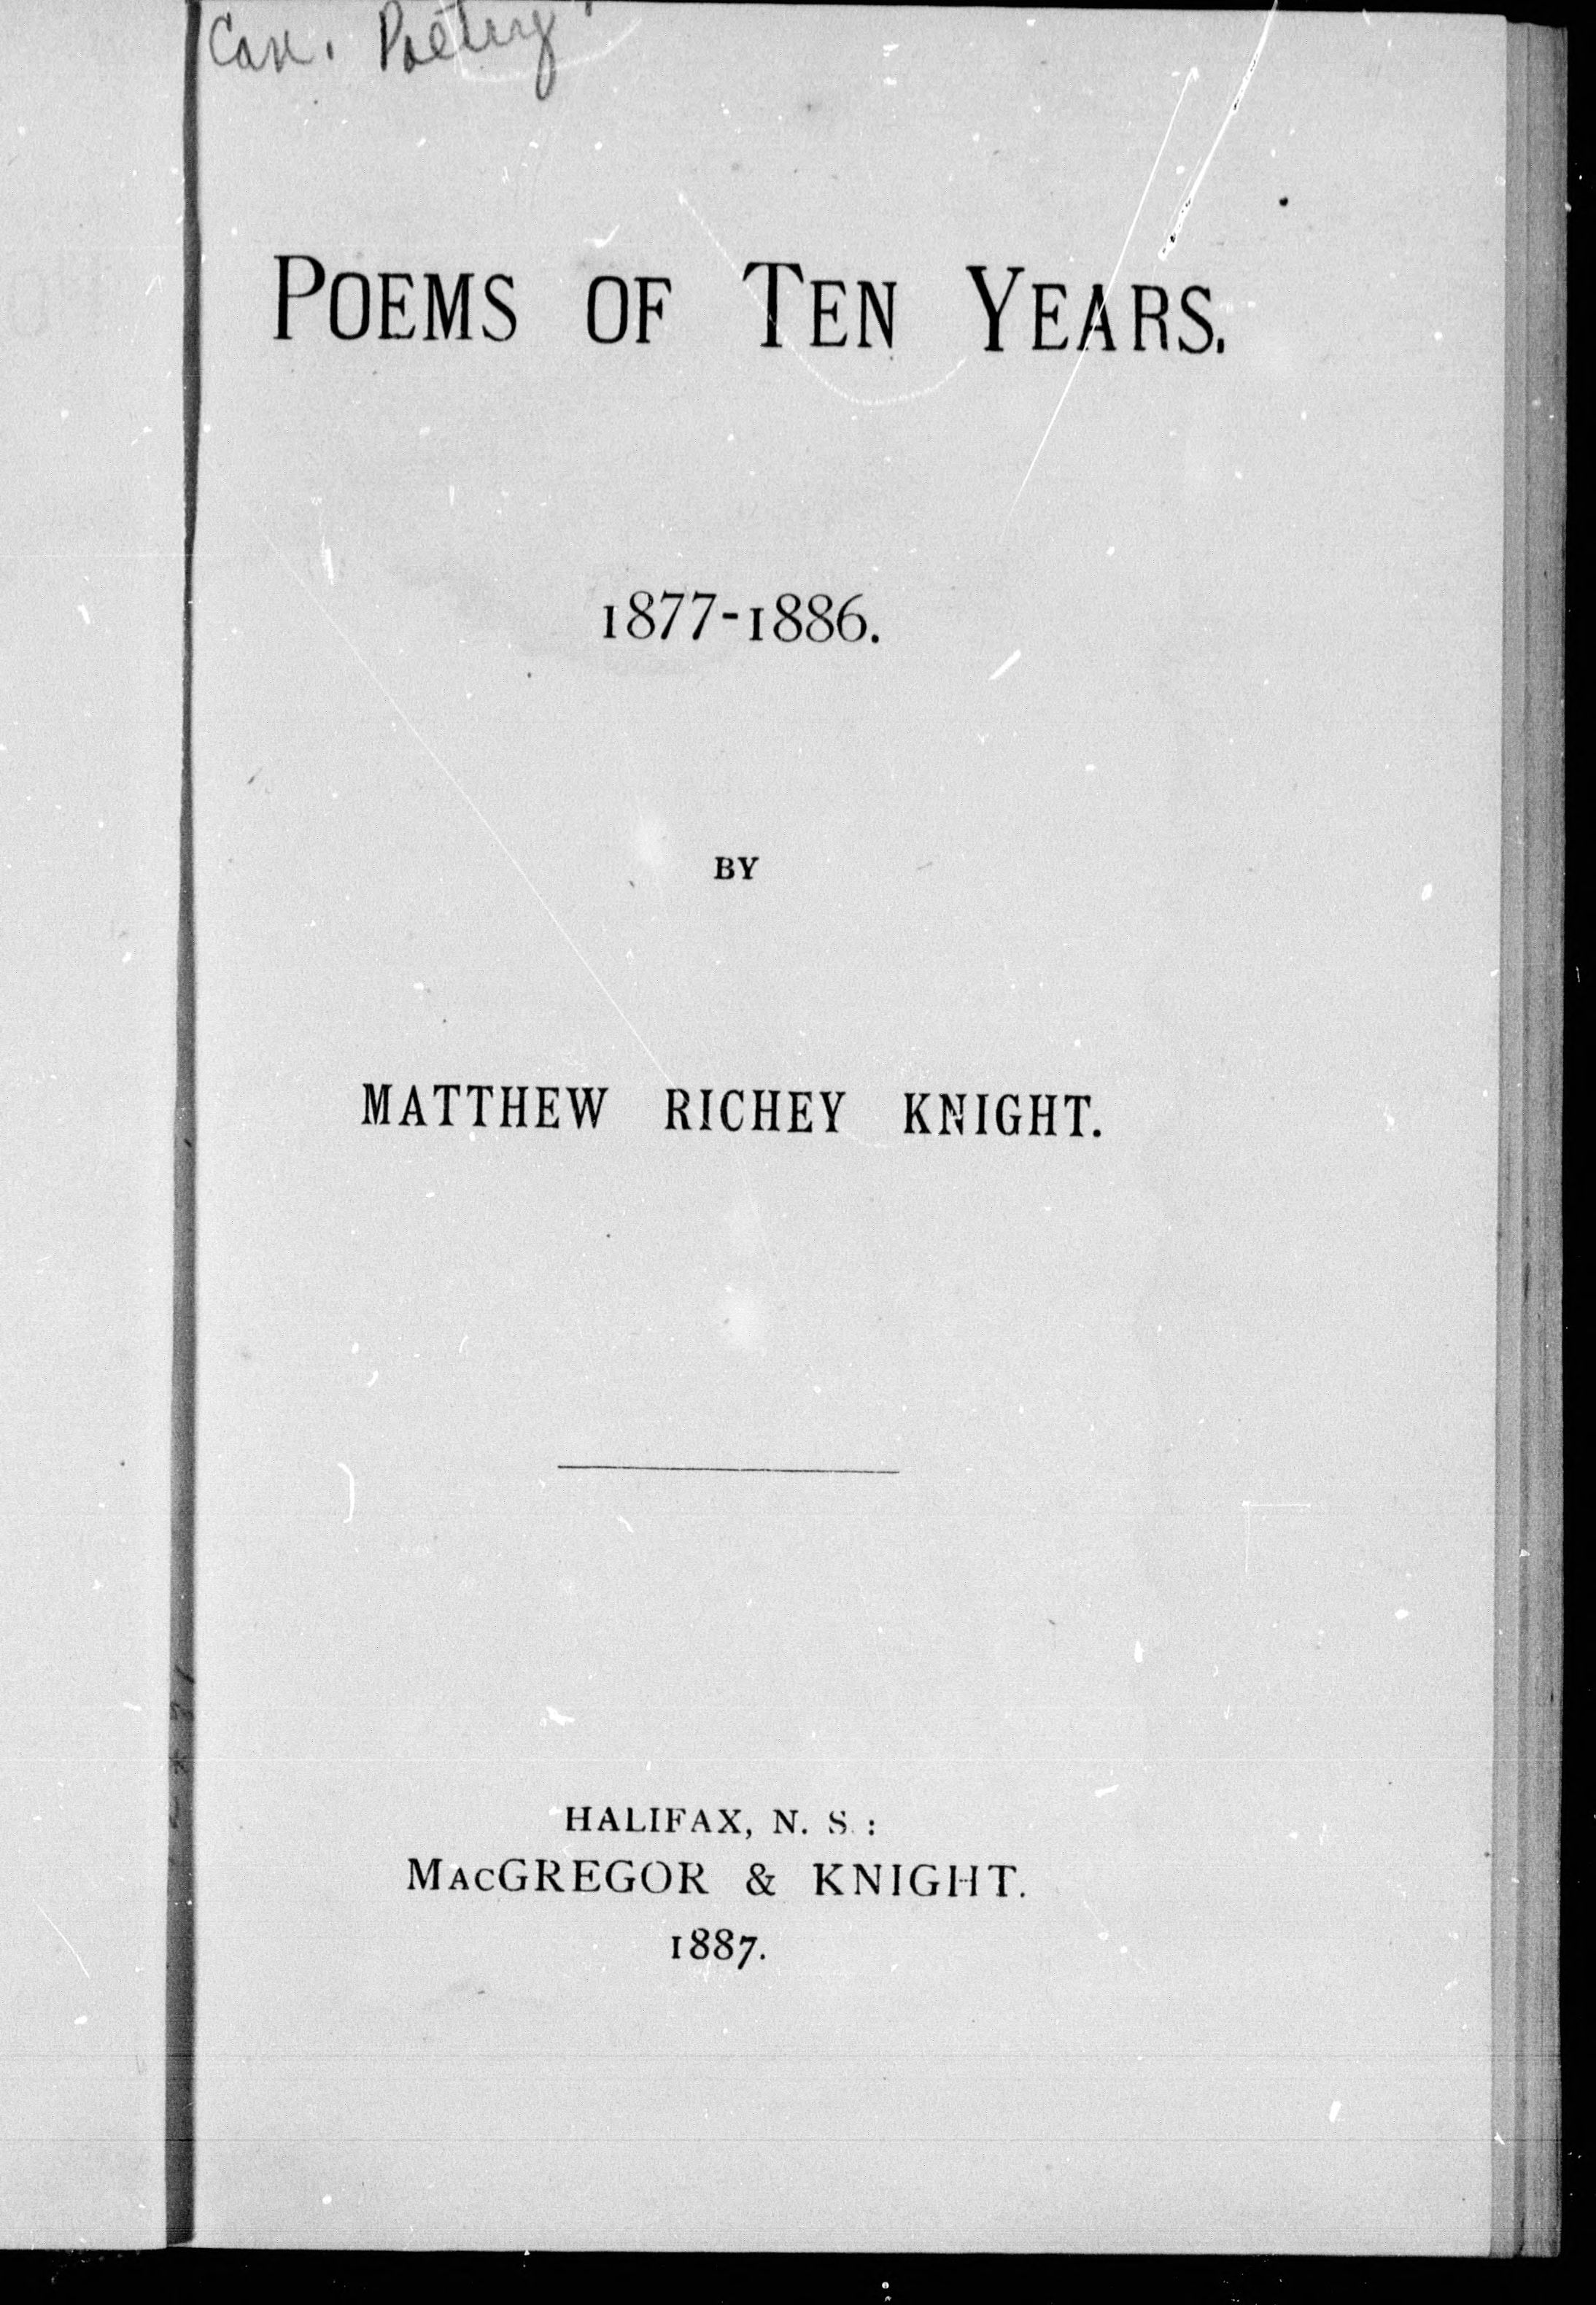 Can. Poetry
POEMS OF TEN YEARS.
1877-1886.
BY
MATTHEW RICHEY KNIGHT.
HALIFAX, N. S.:
MACGREGOR & KNIGHT.
1887.